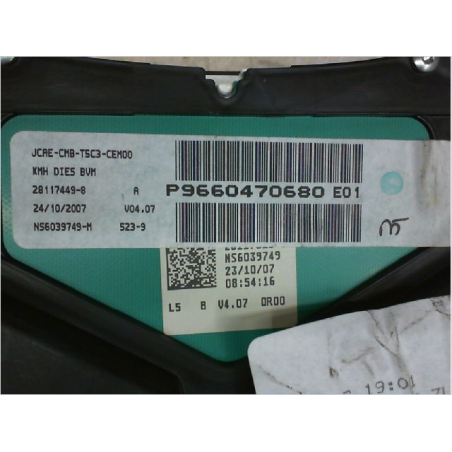 JCAE-CMB-T5C3-CEM00
KMH DIES BVM
28117449-8 A
24/10/2007 V04.07
NS6039749-M 523-9
P9660470680 E01
NS6039749
23/10/07
08:54:16
L5 B V4.07 0R00
19:01